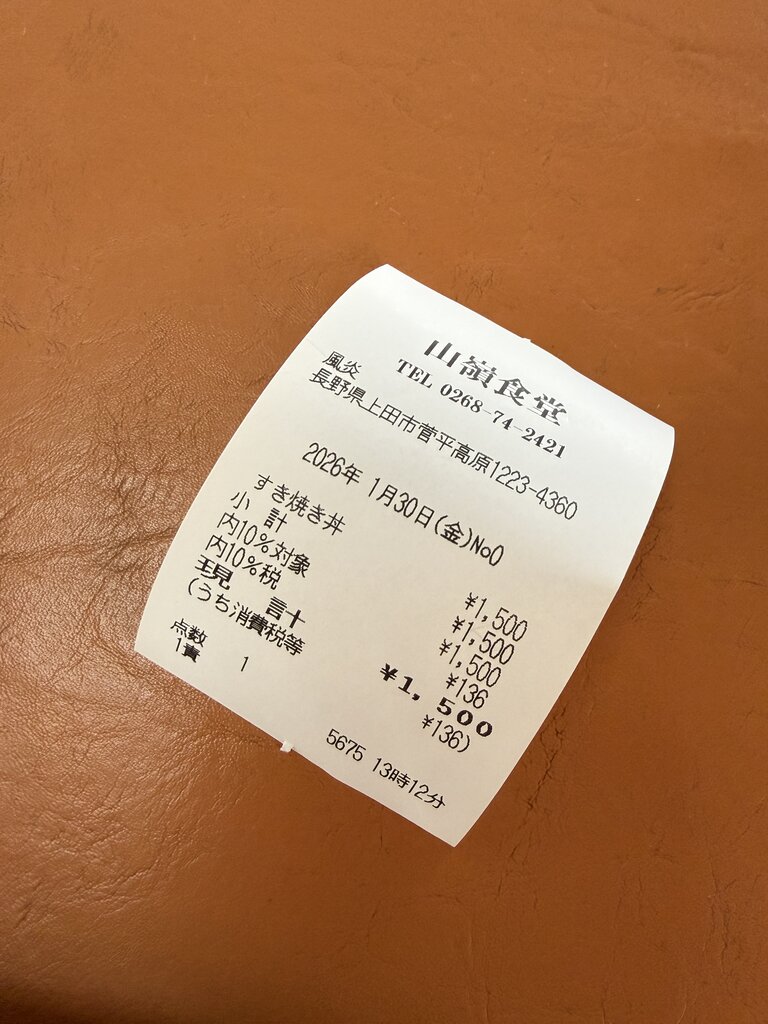 山嶺食堂
TEL 0268-74-2421
風炎
長野県上田市菅平高原1223-4360
2026年 1月30日(金)No0
すき焼き丼 ¥1,500
小 計 ¥1,500
内10%対象 ¥1,500
内10%税 ¥136
現 計 ¥1,500
(うち消費税等 ¥136)
点数 1
1責
5675 13時12分